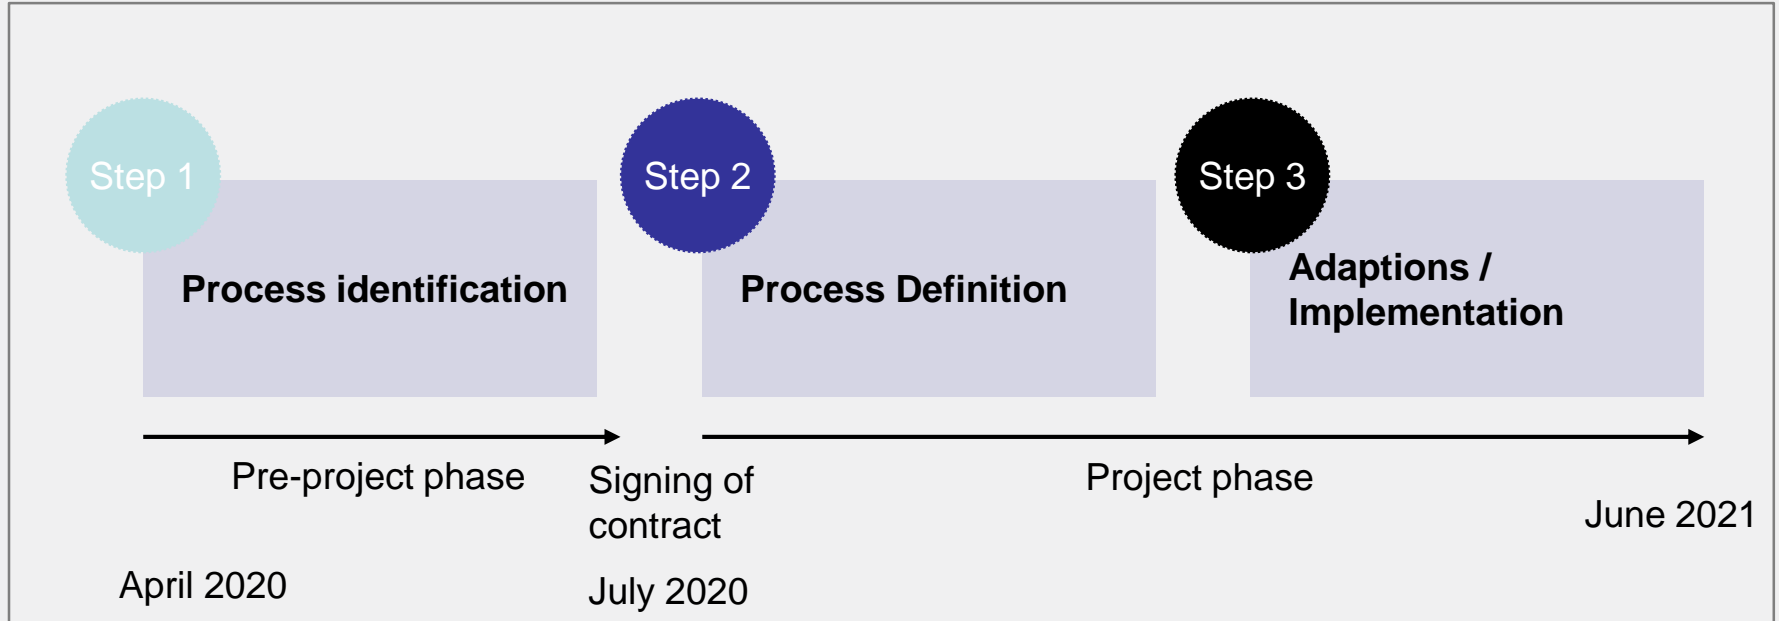 Step 1
Step 2
Step 3
Process identification
Process Definition
Adaptions /
Implementation
Pre-project phase
Signing of
contract
Project phase
June 2021
April 2020
July 2020